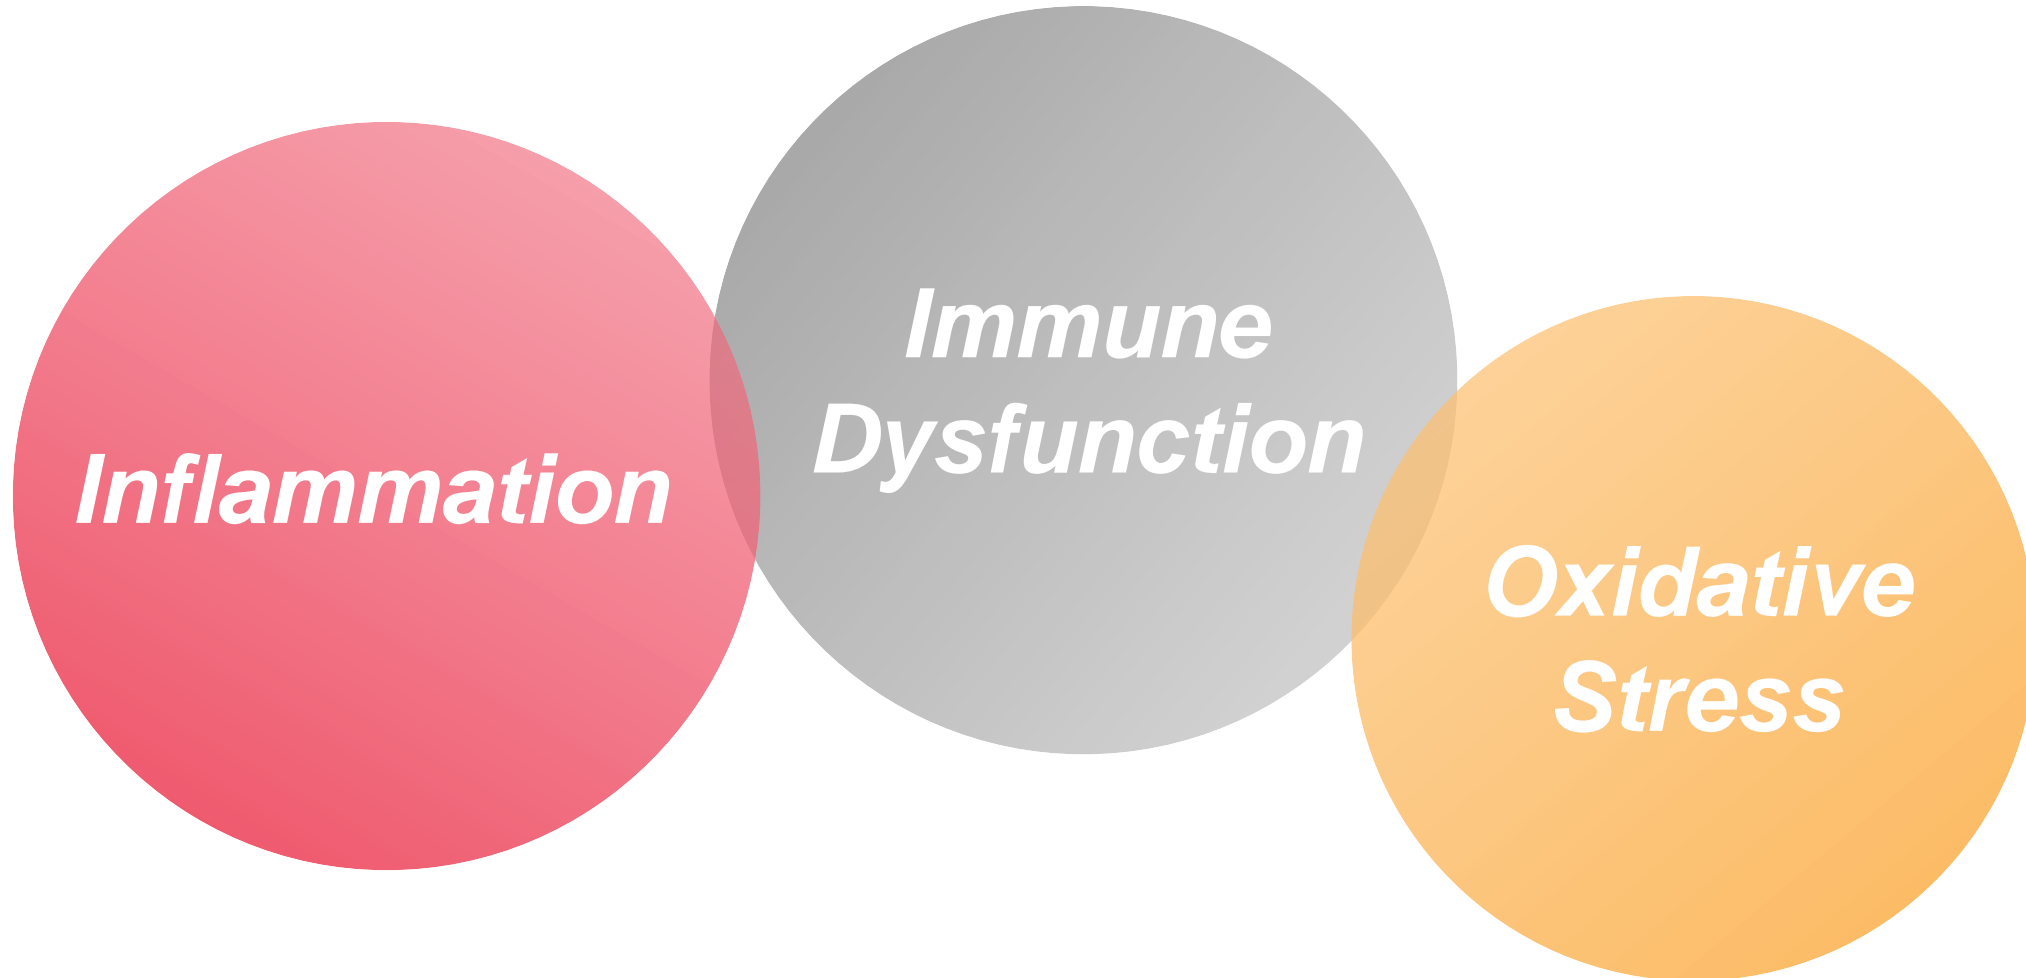 Inflammation
Immune
Dysfunction
Oxidative
Stress